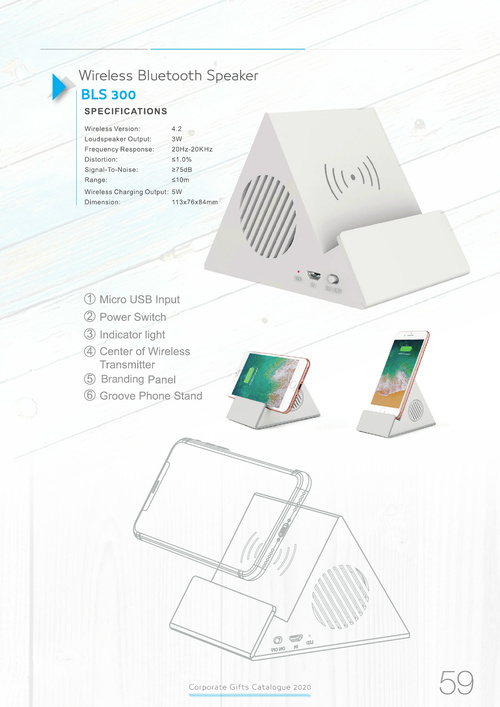 Wireless Bluetooth Speaker
BLS 300
SPECIFICATIONS
Wireless Version: 4.2
Loudspeaker Output: 3W
Frequency Response: 20Hz-20KHz
Distortion: ≤1.0%
Signal-To-Noise: ≥75dB
Range: ≤10m
Wireless Charging Output: 5W
Dimension: 113x76x84mm
① Micro USB Input
② Power Switch
③ Indicator light
④ Center of Wireless
Transmitter
⑤ Branding Panel
⑥ Groove Phone Stand
Corporate Gifts Catalogue 2020
59